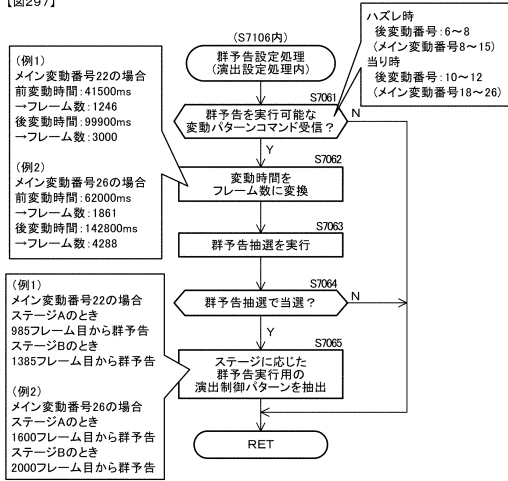 【図297】
(S7106内)
群予告設定処理
(演出設定処理内)
ハズレ時
後変動番号:6～8
(メイン変動番号8～15)
当り時
後変動番号:10～12
(メイン変動番号18～26)
(例1)
メイン変動番号22の場合
前変動時間:41500ms
→フレーム数:1246
後変動時間:99900ms
→フレーム数:3000
(例2)
メイン変動番号26の場合
前変動時間:62000ms
→フレーム数:1861
後変動時間:142800ms
→フレーム数:4288
S7061
群予告を実行可能な
変動パターンコマンド受信?
N
Y
S7062
変動時間を
フレーム数に変換
S7063
群予告抽選を実行
S7064
群予告抽選で当選?
N
Y
S7065
ステージに応じた
群予告実行用の
演出制御パターンを抽出
(例1)
メイン変動番号22の場合
ステージAのとき
985フレーム目から群予告
ステージBのとき
1385フレーム目から群予告
(例2)
メイン変動番号26の場合
ステージAのとき
1600フレーム目から群予告
ステージBのとき
2000フレーム目から群予告
RET